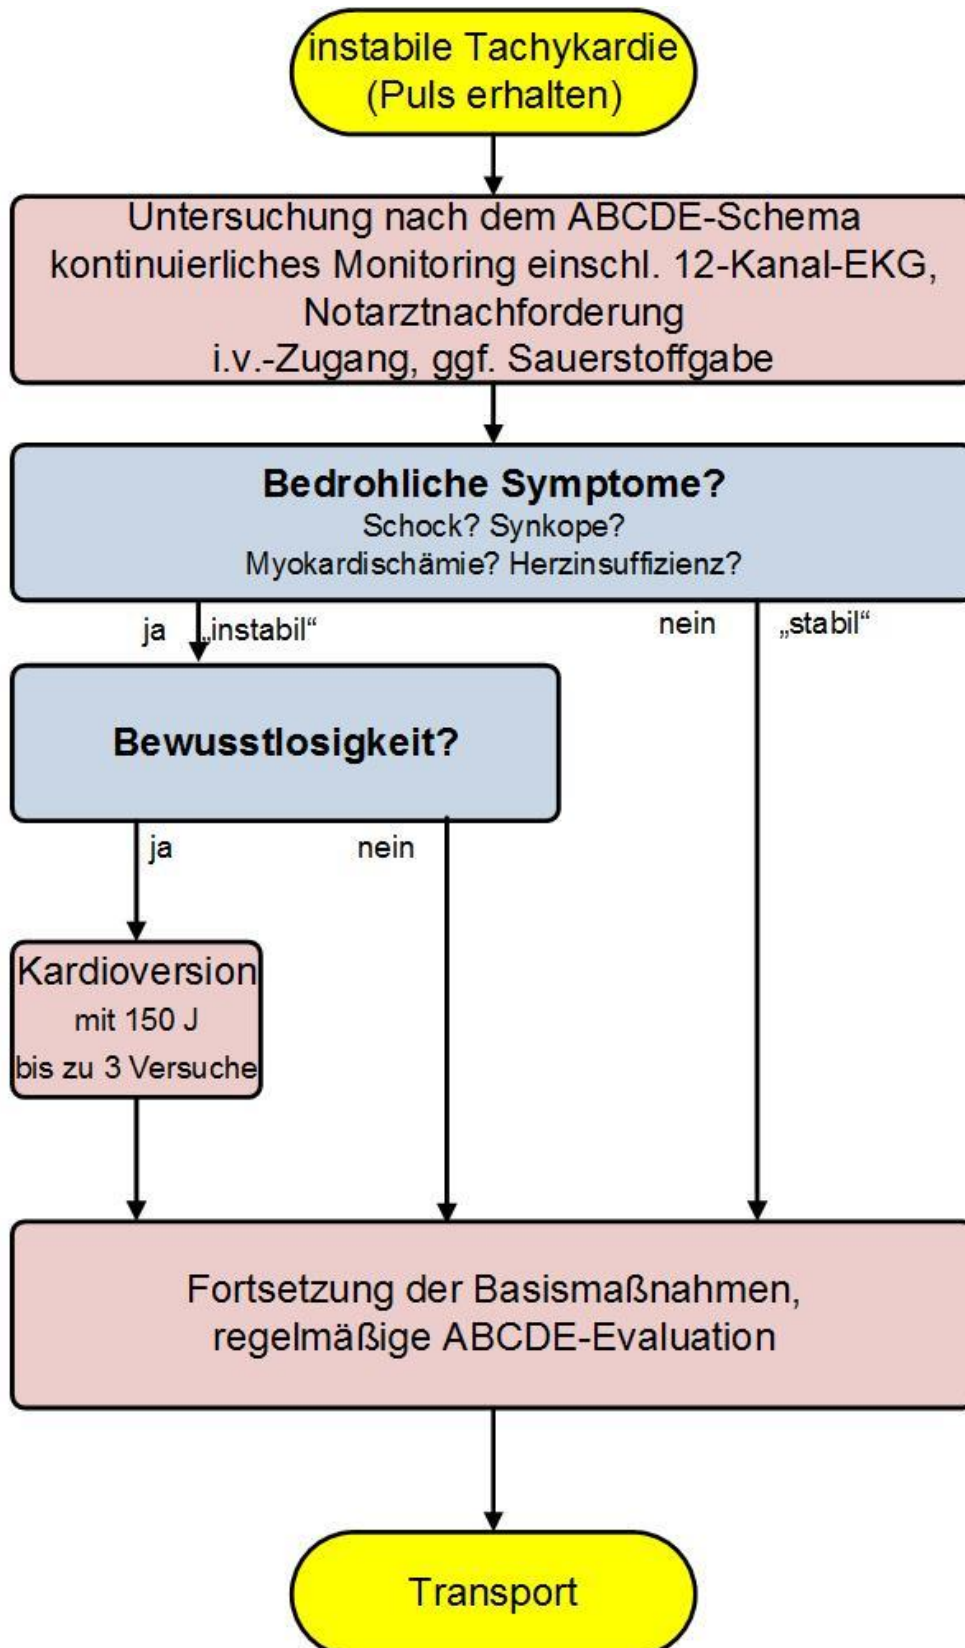 instabile Tachykardie
(Puls erhalten)
Untersuchung nach dem ABCDE-Schema
kontinuierliches Monitoring einschl. 12-Kanal-EKG,
Notarztnachforderung
i.v.-Zugang, ggf. Sauerstoffgabe
Bedrohliche Symptome?
Schock? Synkope?
Myokardischämie? Herzinsuffizienz?
ja „instabil“
nein „stabil“
Bewusstlosigkeit?
ja
nein
Kardioversion
mit 150 J
bis zu 3 Versuche
Fortsetzung der Basismaßnahmen,
regelmäßige ABCDE-Evaluation
Transport